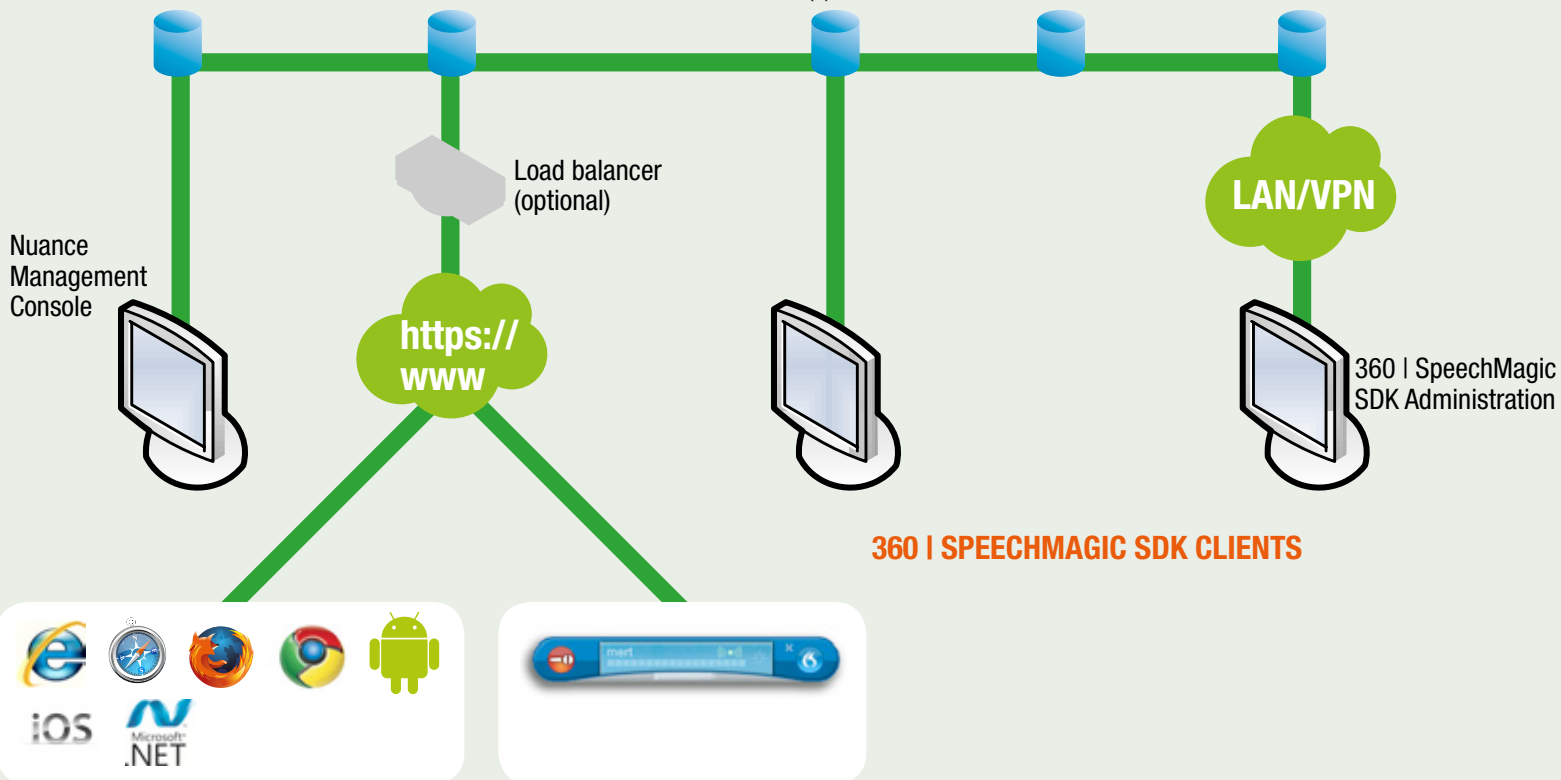 Load balancer
(optional)
LAN/VPN
Nuance
Management
Console
https://
www
360 | SpeechMagic
SDK Administration
360 | SPEECHMAGIC SDK CLIENTS
mert
iOS
Microsoft
.NET